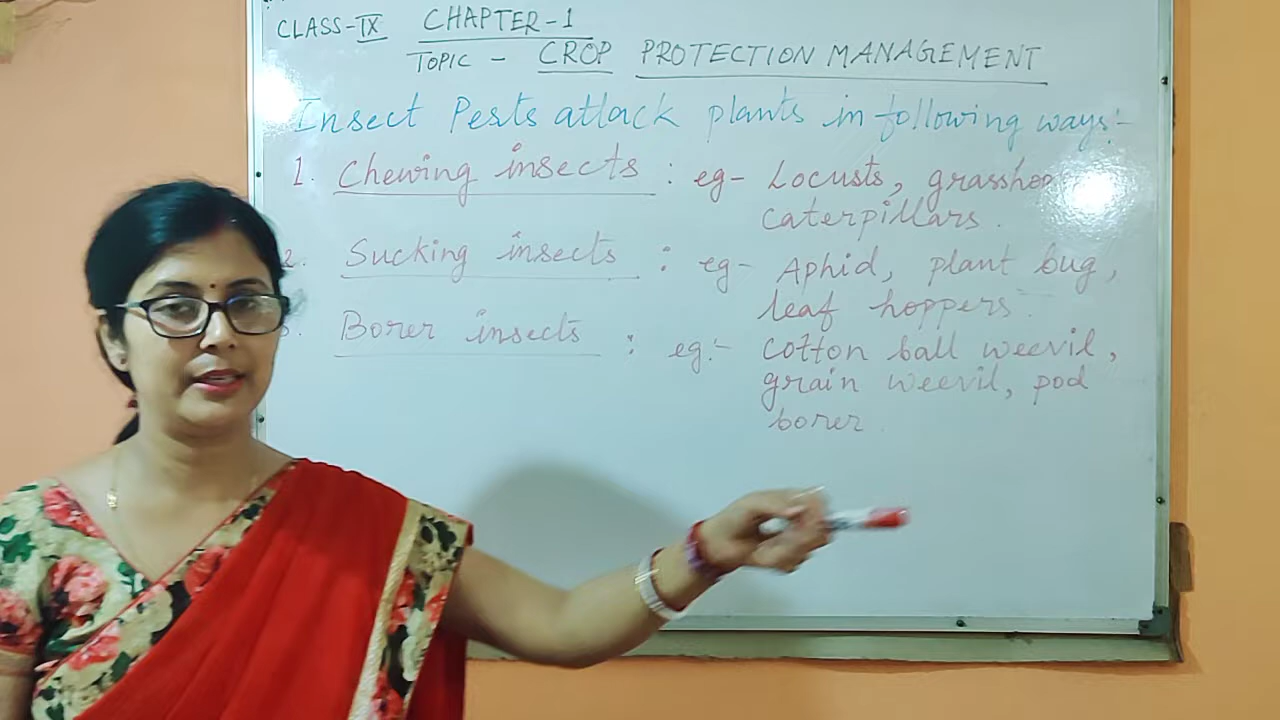 CLASS-IX CHAPTER-1
TOPIC - CROP PROTECTION MANAGEMENT
Insect Pests attack plants in following ways:-
1. Chewing insects : eg- Locusts,
caterpillars.
2. Sucking insects : eg- Aphid, plant bug,
leaf hoppers.
3. Borer insects : eg:- cotton ball weevil,
grain weevil, pod
borer